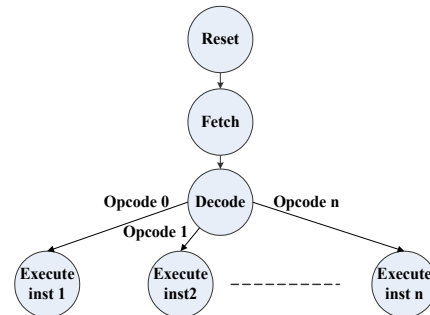 Reset
Fetch
Decode
Opcode 0
Opcode 1
Opcode n
Execute
inst 1
Execute
inst2
Execute
inst n